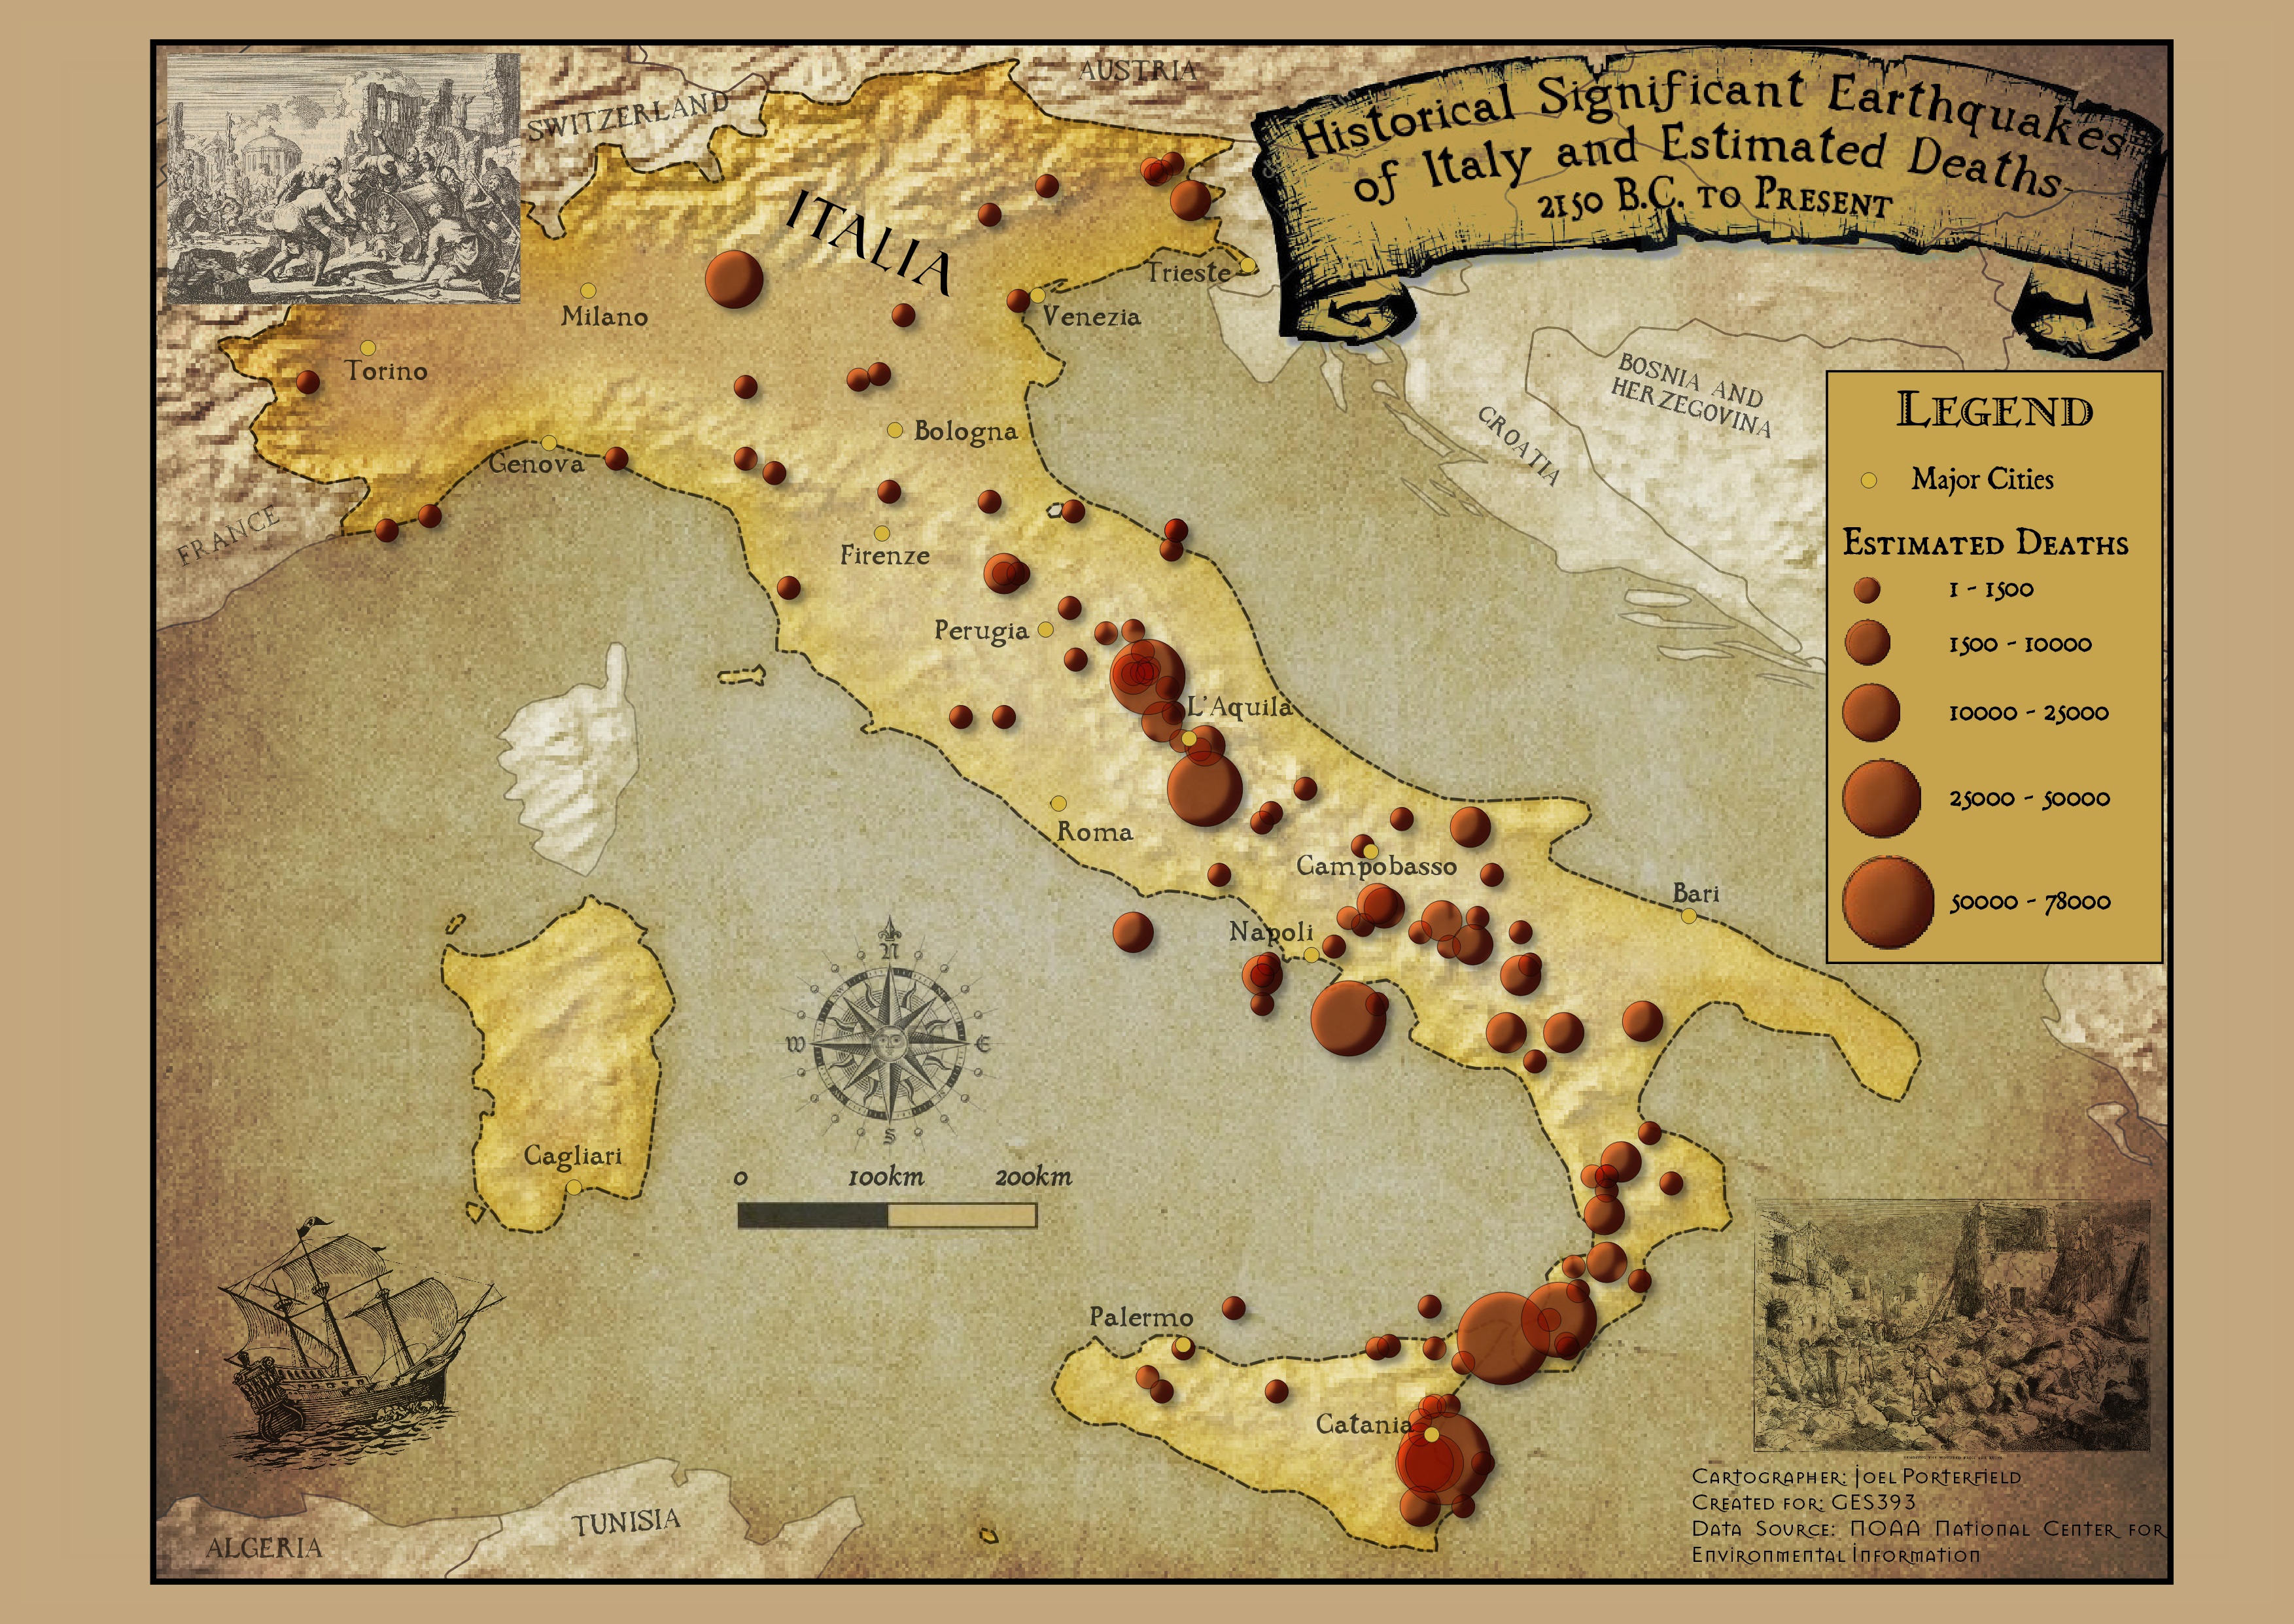 Historical Significant Earthquakes
of Italy and Estimated Deaths
2150 B.C. to Present
AUSTRIA
SWITZERLAND
ITALIA
Trieste
Milano
Venezia
Torino
Bologna
Genova
FRANCE
Firenze
Perugia
L'Aquila
Roma
Campobasso
Bari
Napoli
BOSNIA AND
HERZEGOVINA
CROATIA
LEGEND
Major Cities
Estimated Deaths
1 - 1500
1500 - 10000
10000 - 25000
25000 - 50000
50000 - 78000
N
W
E
S
Cagliari
0 100km 200km
Palermo
Catania
TUNISIA
ALGERIA
Cartographer: Joel Porterfield
Created for: GES393
Data Source: NOAA National Center for
Environmental Information